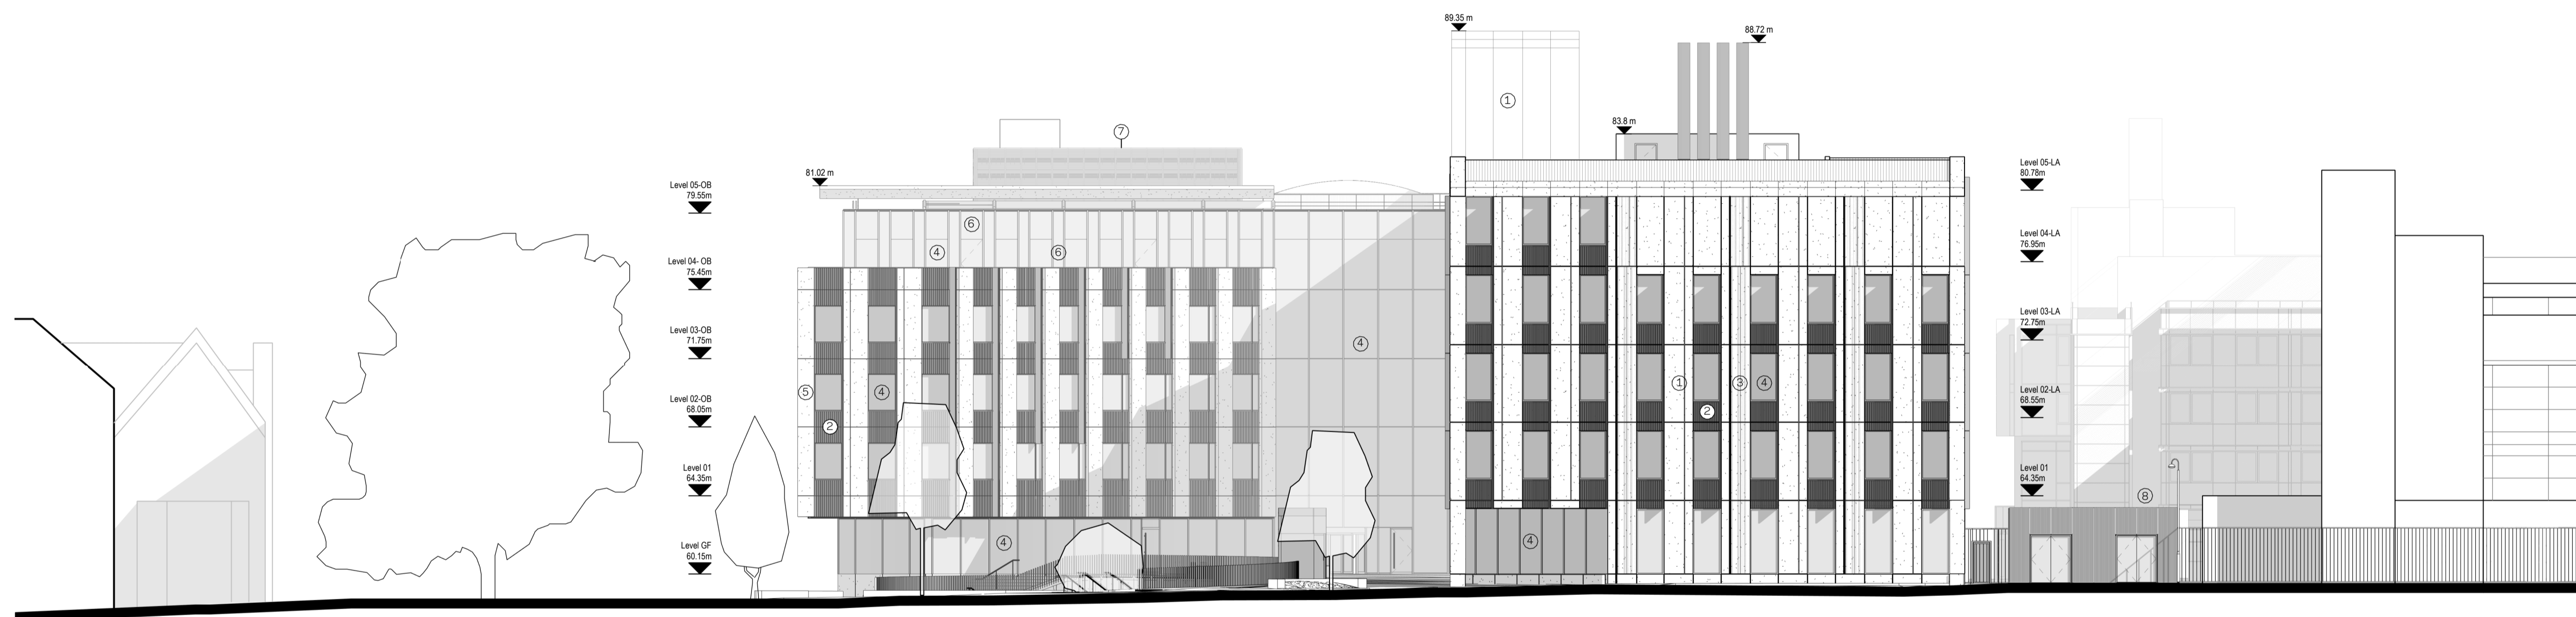 89.35 m
88.72 m
①
83.8 m
⑦
81.02 m
Level 05-OB
79.55m
Level 04- OB
75.45m
Level 03-OB
71.75m
Level 02-OB
68.05m
Level 01
64.35m
Level GF
60.15m
⑥
④
⑥
④
⑤
④
②
④
①
③
④
②
④
Level 05-LA
80.78m
Level 04-LA
76.95m
Level 03-LA
72.75m
Level 02-LA
68.55m
Level 01
64.35m
⑧